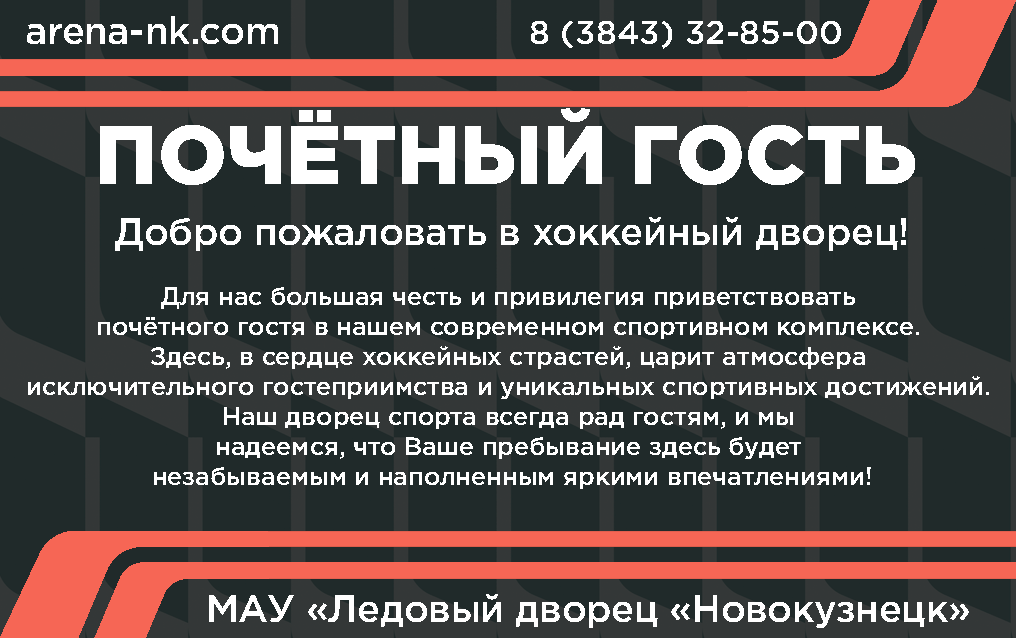 arena-nk.com
8 (3843) 32-85-00
ПОЧЁТНЫЙ ГОСТЬ
Добро пожаловать в хоккейный дворец!
Для нас большая честь и привилегия приветствовать
почётного гостя в нашем современном спортивном комплексе.
Здесь, в сердце хоккейных страстей, царит атмосфера
исключительного гостеприимства и уникальных спортивных достижений.
Наш дворец спорта всегда рад гостям, и мы
надеемся, что Ваше пребывание здесь будет
незабываемым и наполненным яркими впечатлениями!
МАУ «Ледовый дворец «Новокузнецк»